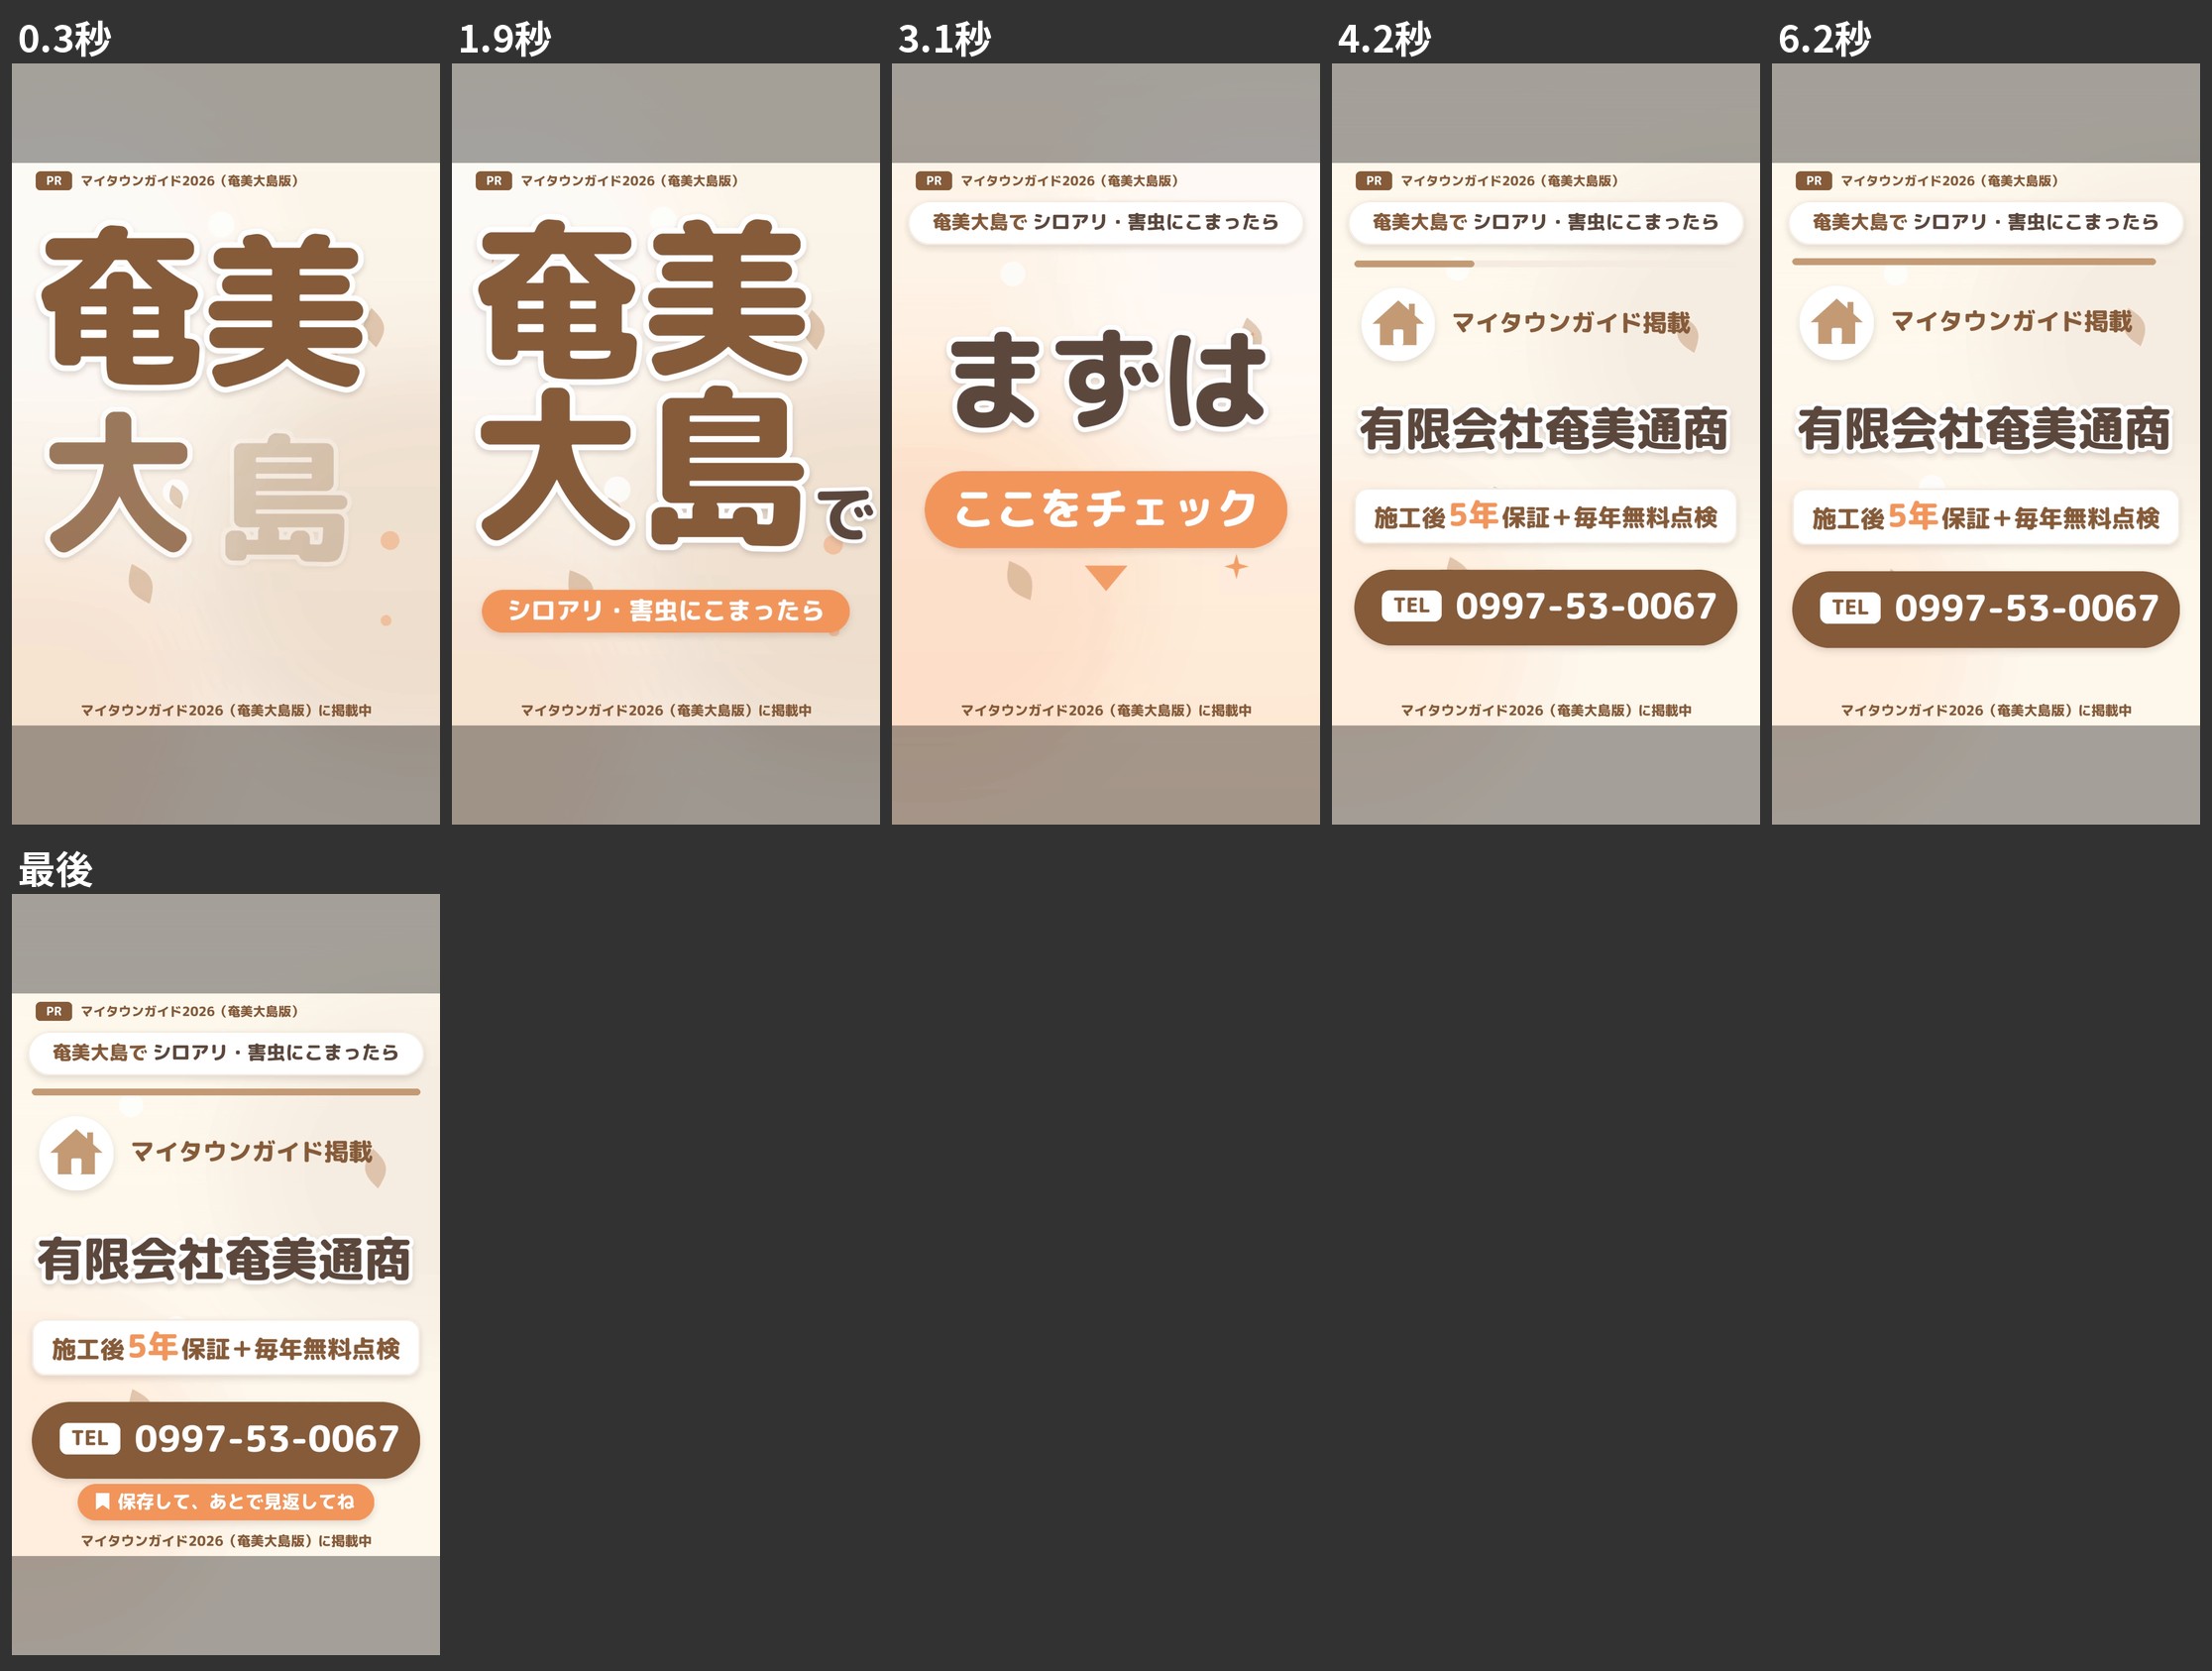 0.3秒
PR マイタウンガイド2026（奄美大島版）
奄美
大島
マイタウンガイド2026（奄美大島版）に掲載中
1.9秒
PR マイタウンガイド2026（奄美大島版）
奄美
大島で
シロアリ・害虫にこまったら
マイタウンガイド2026（奄美大島版）に掲載中
3.1秒
PR マイタウンガイド2026（奄美大島版）
奄美大島で シロアリ・害虫にこまったら
まずは
ここをチェック
マイタウンガイド2026（奄美大島版）に掲載中
4.2秒
PR マイタウンガイド2026（奄美大島版）
奄美大島で シロアリ・害虫にこまったら
マイタウンガイド掲載
有限会社奄美通商
施工後5年保証＋毎年無料点検
TEL 0997-53-0067
マイタウンガイド2026（奄美大島版）に掲載中
6.2秒
PR マイタウンガイド2026（奄美大島版）
奄美大島で シロアリ・害虫にこまったら
マイタウンガイド掲載
有限会社奄美通商
施工後5年保証＋毎年無料点検
TEL 0997-53-0067
マイタウンガイド2026（奄美大島版）に掲載中
最後
PR マイタウンガイド2026（奄美大島版）
奄美大島で シロアリ・害虫にこまったら
マイタウンガイド掲載
有限会社奄美通商
施工後5年保証＋毎年無料点検
TEL 0997-53-0067
保存して、あとで見返してね
マイタウンガイド2026（奄美大島版）に掲載中